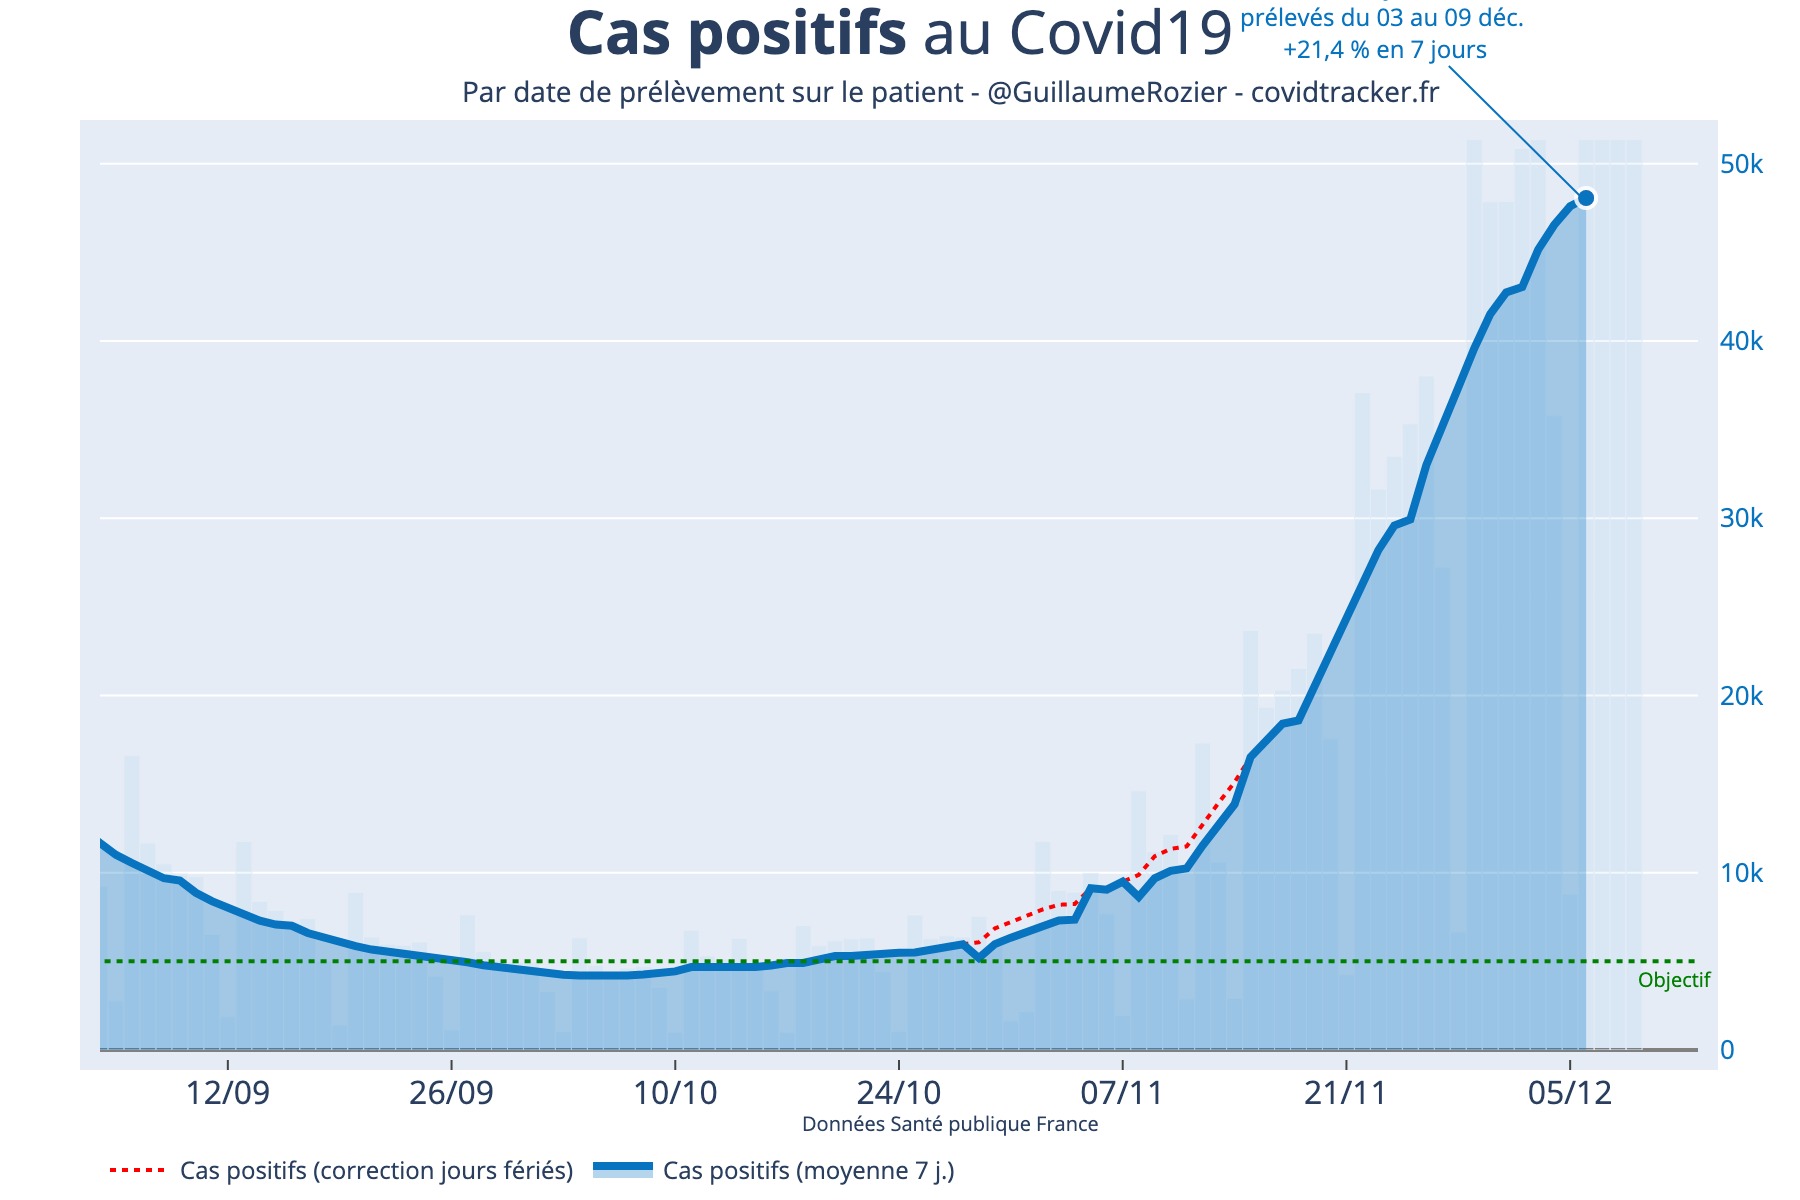 prélevés du 03 au 09 déc.
+21,4 % en 7 jours
Cas positifs au Covid19
Par date de prélèvement sur le patient - @GuillaumeRozier - covidtracker.fr
50k
40k
30k
20k
10k
Objectif
0
12/09
26/09
10/10
24/10
07/11
21/11
05/12
Données Santé publique France
Cas positifs (correction jours fériés)
Cas positifs (moyenne 7 j.)